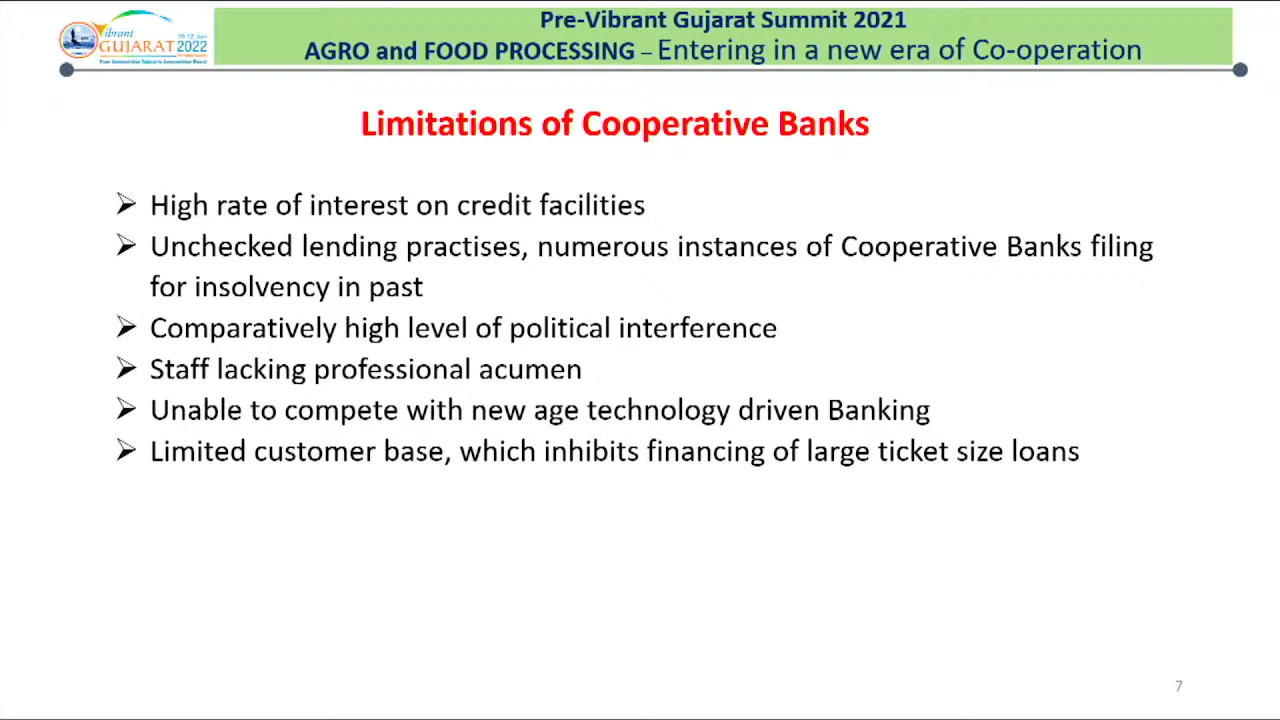 Pre-Vibrant Gujarat Summit 2021
AGRO and FOOD PROCESSING – Entering in a new era of Co-operation
Vibrant
GUJARAT 2022
Limitations of Cooperative Banks
➢ High rate of interest on credit facilities
➢ Unchecked lending practises, numerous instances of Cooperative Banks filing
for insolvency in past
➢ Comparatively high level of political interference
➢ Staff lacking professional acumen
➢ Unable to compete with new age technology driven Banking
➢ Limited customer base, which inhibits financing of large ticket size loans
7